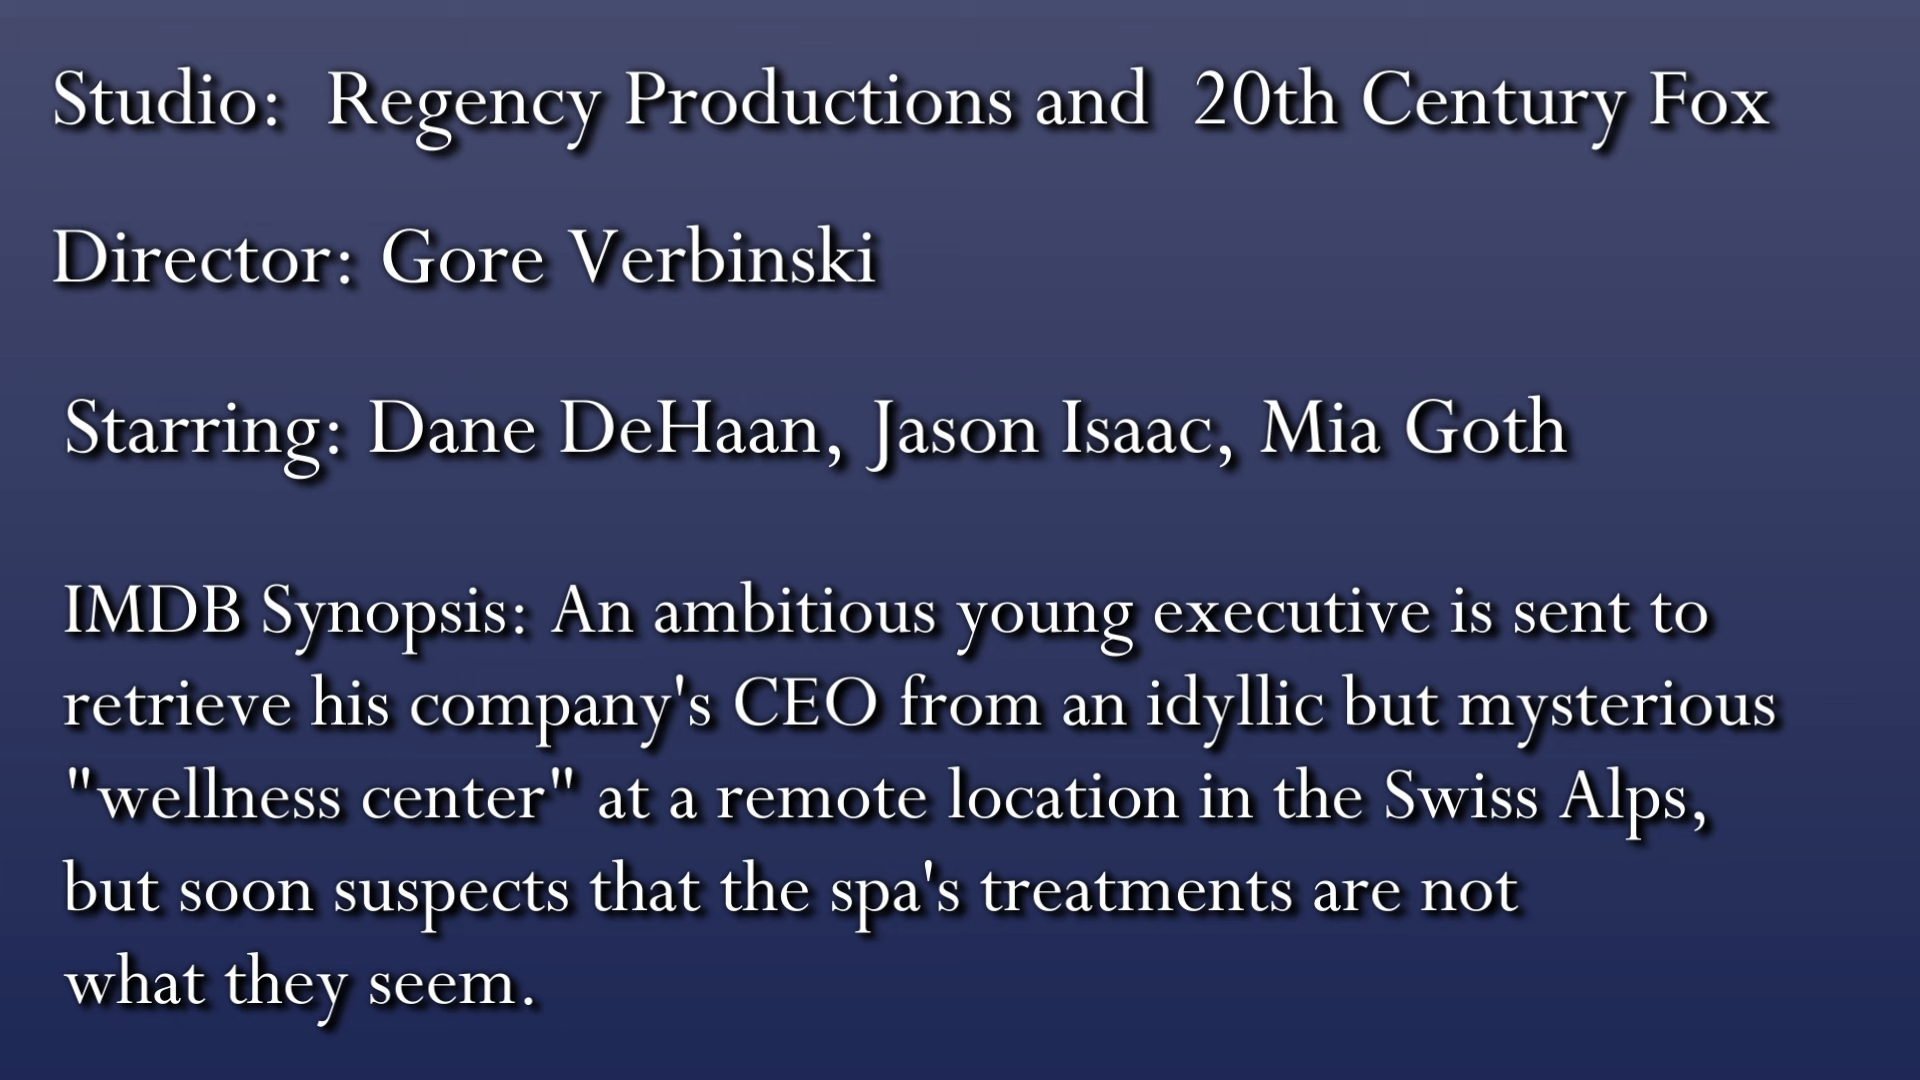 Studio:  Regency Productions and  20th Century Fox
Director: Gore Verbinski
Starring: Dane DeHaan, Jason Isaac, Mia Goth
IMDB Synopsis: An ambitious young executive is sent to
retrieve his company's CEO from an idyllic but mysterious
"wellness center" at a remote location in the Swiss Alps,
but soon suspects that the spa's treatments are not
what they seem.